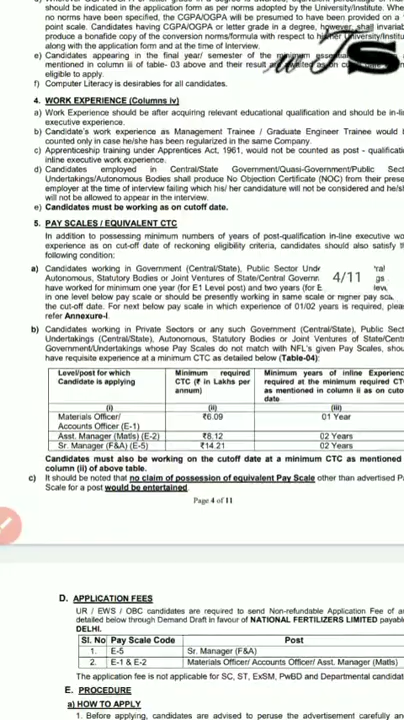 should be indicated in the application form as per norms adopted by the University/Institute. Whe
no norms have been specified, the CGPA/OGPA will be presumed to have been provided on a
point scale. Candidates having CGPA/OGPA or letter grade in a degree, however, shall invariab
produce a bonafide copy of the conversion norms/formula with respect to his/her University/Institu
along with the application form and at the time of Interview.
e) Candidates appearing in the final year/ semester of the minimum essential
mentioned in column iii of table- 03 above and their result
eligible to apply.
f) Computer Literacy is desirables for all candidates.
4. WORK EXPERIENCE (Columns iv)
a) Work Experience should be after acquiring relevant educational qualification and should be in-li
executive experience.
b) Candidate's work experience as Management Trainee / Graduate Engineer Trainee would
counted only in case he/she has been regularized in the same Company.
c) Apprenticeship training under Apprentices Act, 1961, would not be counted as post - qualificati
inline executive work experience.
d) Candidates employed in Central/State Government/Quasi-Government/Public Sect
Undertakings/Autonomous Bodies shall produce No Objection Certificate (NOC) from their prese
employer at the time of interview failing which his/ her candidature will not be considered and he/s
will not be allowed to appear in the interview.
e) Candidates must be working as on cutoff date.
5. PAY SCALES / EQUIVALENT CTC
In addition to possessing minimum numbers of years of post-qualification in-line executive wo
experience as on cut-off date of reckoning eligibility criteria, candidates should also satisfy t
following condition:
a) Candidates working in Government (Central/State), Public Sector Und
Autonomous, Statutory Bodies or Joint Ventures of State/Central Governm 4/11
have worked for minimum one year (for E1 Level post) and two years (for E
in one level below pay scale or should be presently working in same scale or higher pay sca
the cut-off date. For next below pay scale in which experience of 01/02 years is required, pleas
refer Annexure-I.
b) Candidates working in Private Sectors or any such Government (Central/State), Public Sect
Undertakings (Central/State), Autonomous, Statutory Bodies or Joint Ventures of State/Centr
Government/Undertakings whose Pay Scales do not match with NFL's given Pay Scales, shou
have requisite experience at a minimum CTC as detailed below (Table-04):
Level/post for which Candidate is applying Minimum required CTC (₹ in Lakhs per annum) Minimum years of inline Experienc required at the minimum required CT as mentioned in column ii as on cuto date
(i) (ii) (iii)
Materials Officer/ Accounts Officer (E-1) ₹6.09 01 Year
Asst. Manager (Matls) (E-2) ₹8.12 02 Years
Sr. Manager (F&A) (E-5) ₹14.21 02 Years
Candidates must also be working on the cutoff date at a minimum CTC as mentioned
column (ii) of above table.
c) It should be noted that no claim of possession of equivalent Pay Scale other than advertised P
Scale for a post would be entertained.
Page 4 of 11
D. APPLICATION FEES
UR / EWS / OBC candidates are required to send Non-refundable Application Fee of a
detailed below through Demand Draft in favour of NATIONAL FERTILIZERS LIMITED payabl
DELHI.
Sl. No Pay Scale Code Post
1. E-5 Sr. Manager (F&A)
2. E-1 & E-2 Materials Officer/ Accounts Officer/ Asst. Manager (Matls)
The application fee is not applicable for SC, ST, ExSM, PwBD and Departmental candidat
E. PROCEDURE
a) HOW TO APPLY
1. Before applying, candidates are advised to peruse the advertisement carefully an